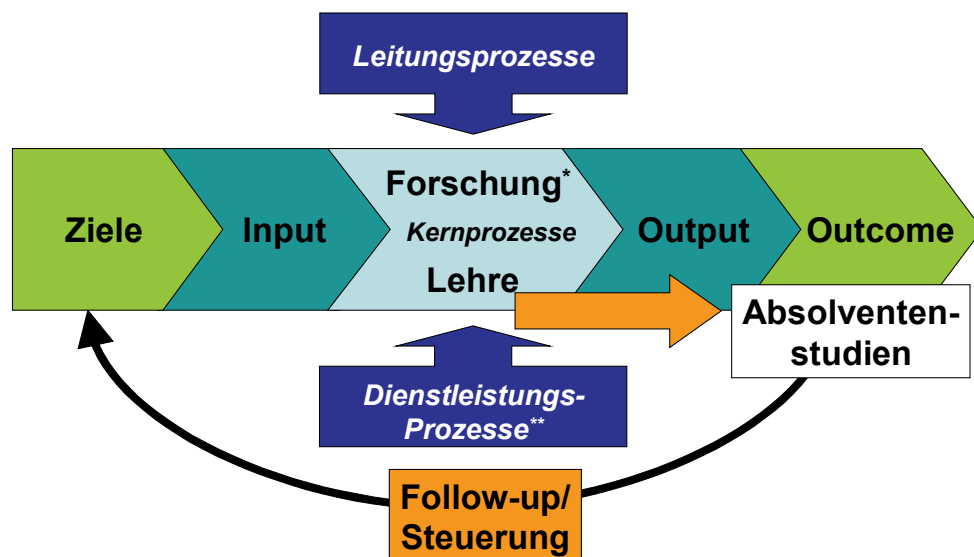 Leitungsprozesse
Forschung*
Ziele Input Kernprozesse Output Outcome
Lehre
Absolventen-
studien
Dienstleistungs-
Prozesse**
Follow-up/
Steuerung